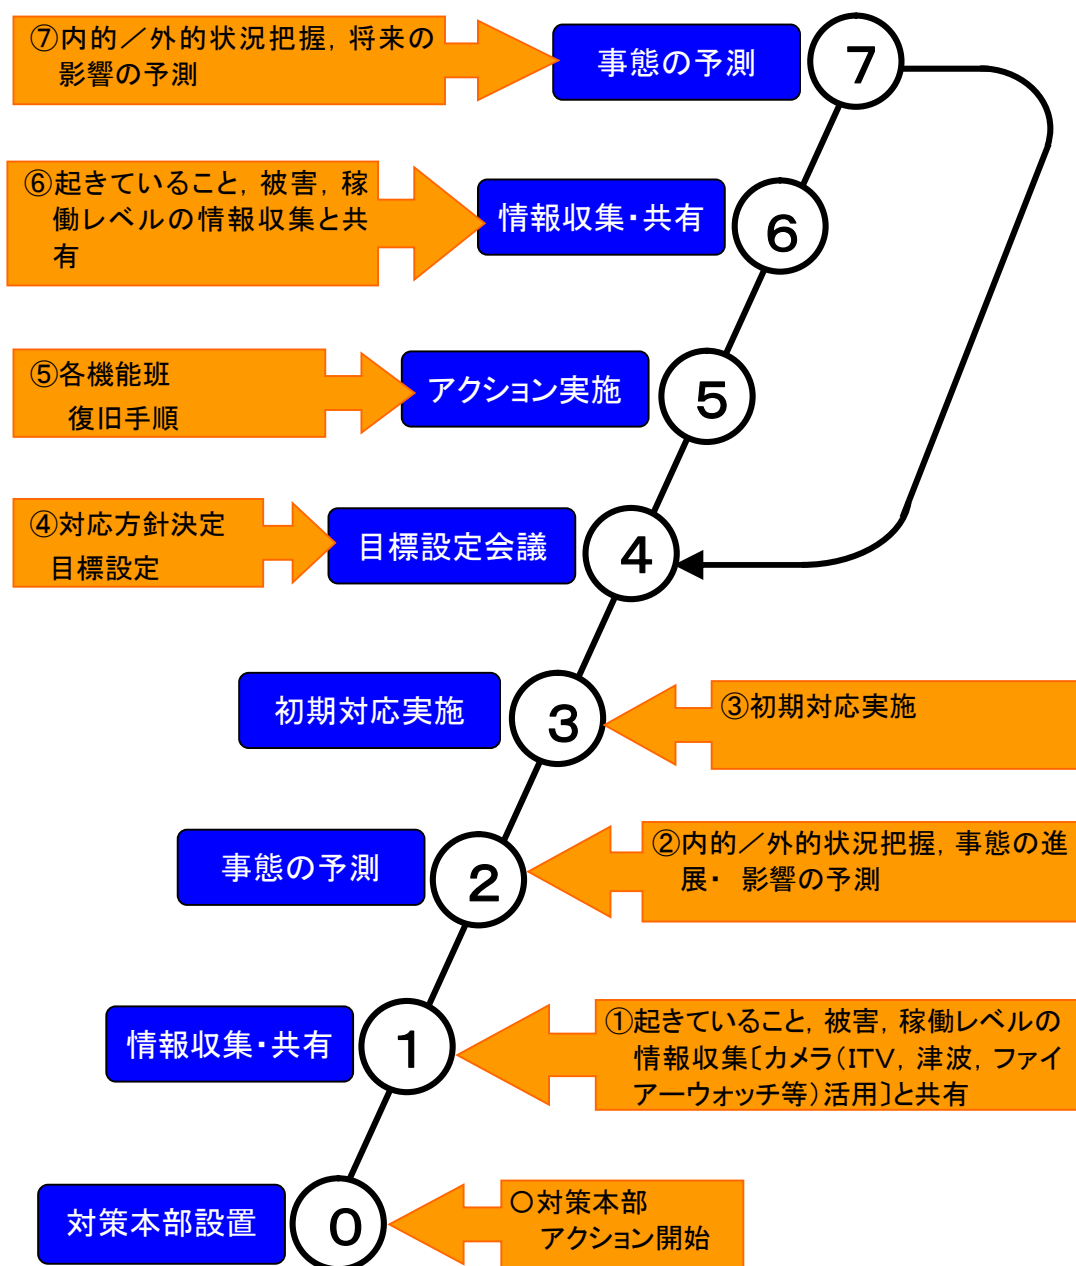 ⑦内的／外的状況把握，将来の
影響の予測
事態の予測
7
⑥起きていること，被害，稼
働レベルの情報収集と共
有
情報収集・共有
6
⑤各機能班
復旧手順
アクション実施
5
④対応方針決定
目標設定
目標設定会議
4
初期対応実施
3
③初期対応実施
事態の予測
2
②内的／外的状況把握，事態の進
展・ 影響の予測
情報収集・共有
1
①起きていること，被害，稼働レベルの
情報収集〔カメラ（ITV，津波，ファイ
アーウォッチ等）活用〕と共有
対策本部設置
0
〇対策本部
アクション開始